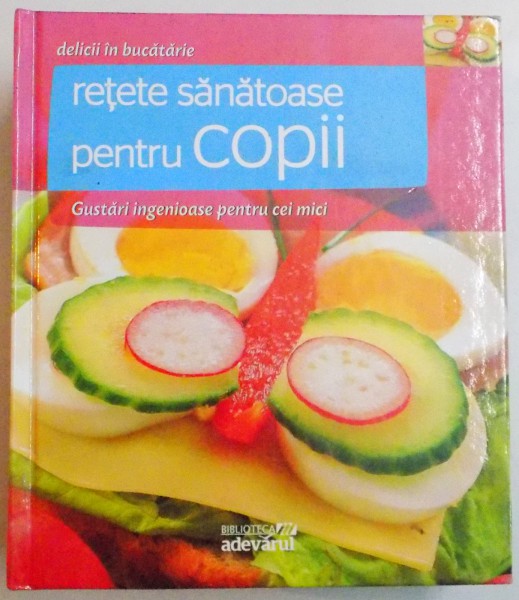 delicii în bucătărie
rețete sănătoase
pentru copii
Gustări ingenioase pentru cei mici
BIBLIOTECA
adevărul